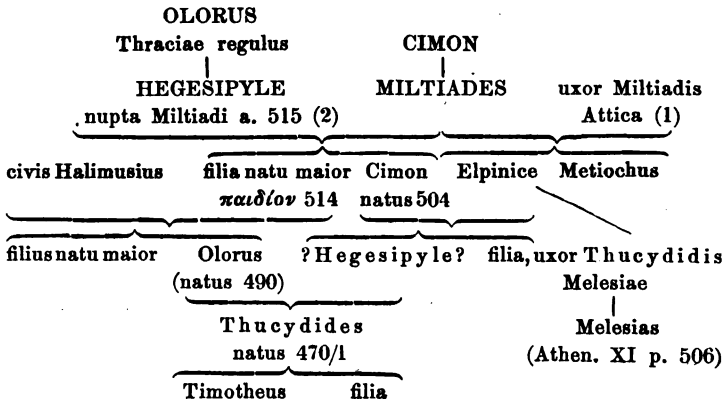 OLORUS
Thraciae regulus CIMON
HEGESIPYLE MILTIADES uxor Miltiadis
nupta Miltiadi a. 515 (2) Attica (1)
civis Halimusius filia natu maior Cimon Elpinice Metiochus
παιδίον 514 natus 504
filius natu maior Olorus ?Hegesipyle? filia, uxor Thucydidis
(natus 490) Melesiae
Thucydides Melesias
natus 470/1 (Athen. XI p. 506)
Timotheus filia